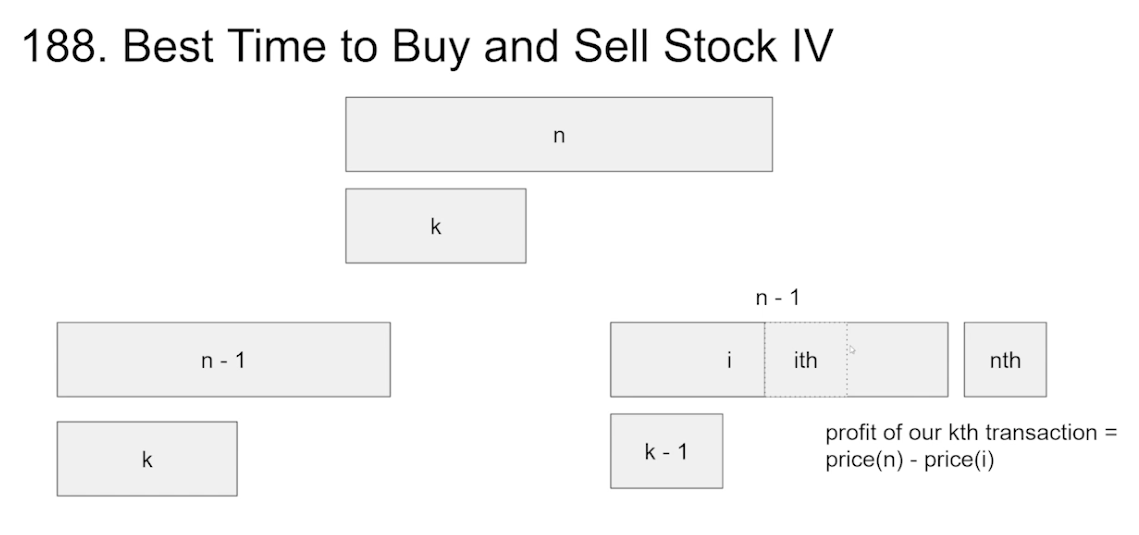 188. Best Time to Buy and Sell Stock IV
n
k
n - 1
n - 1
i
ith
nth
k
k - 1
profit of our kth transaction =
price(n) - price(i)